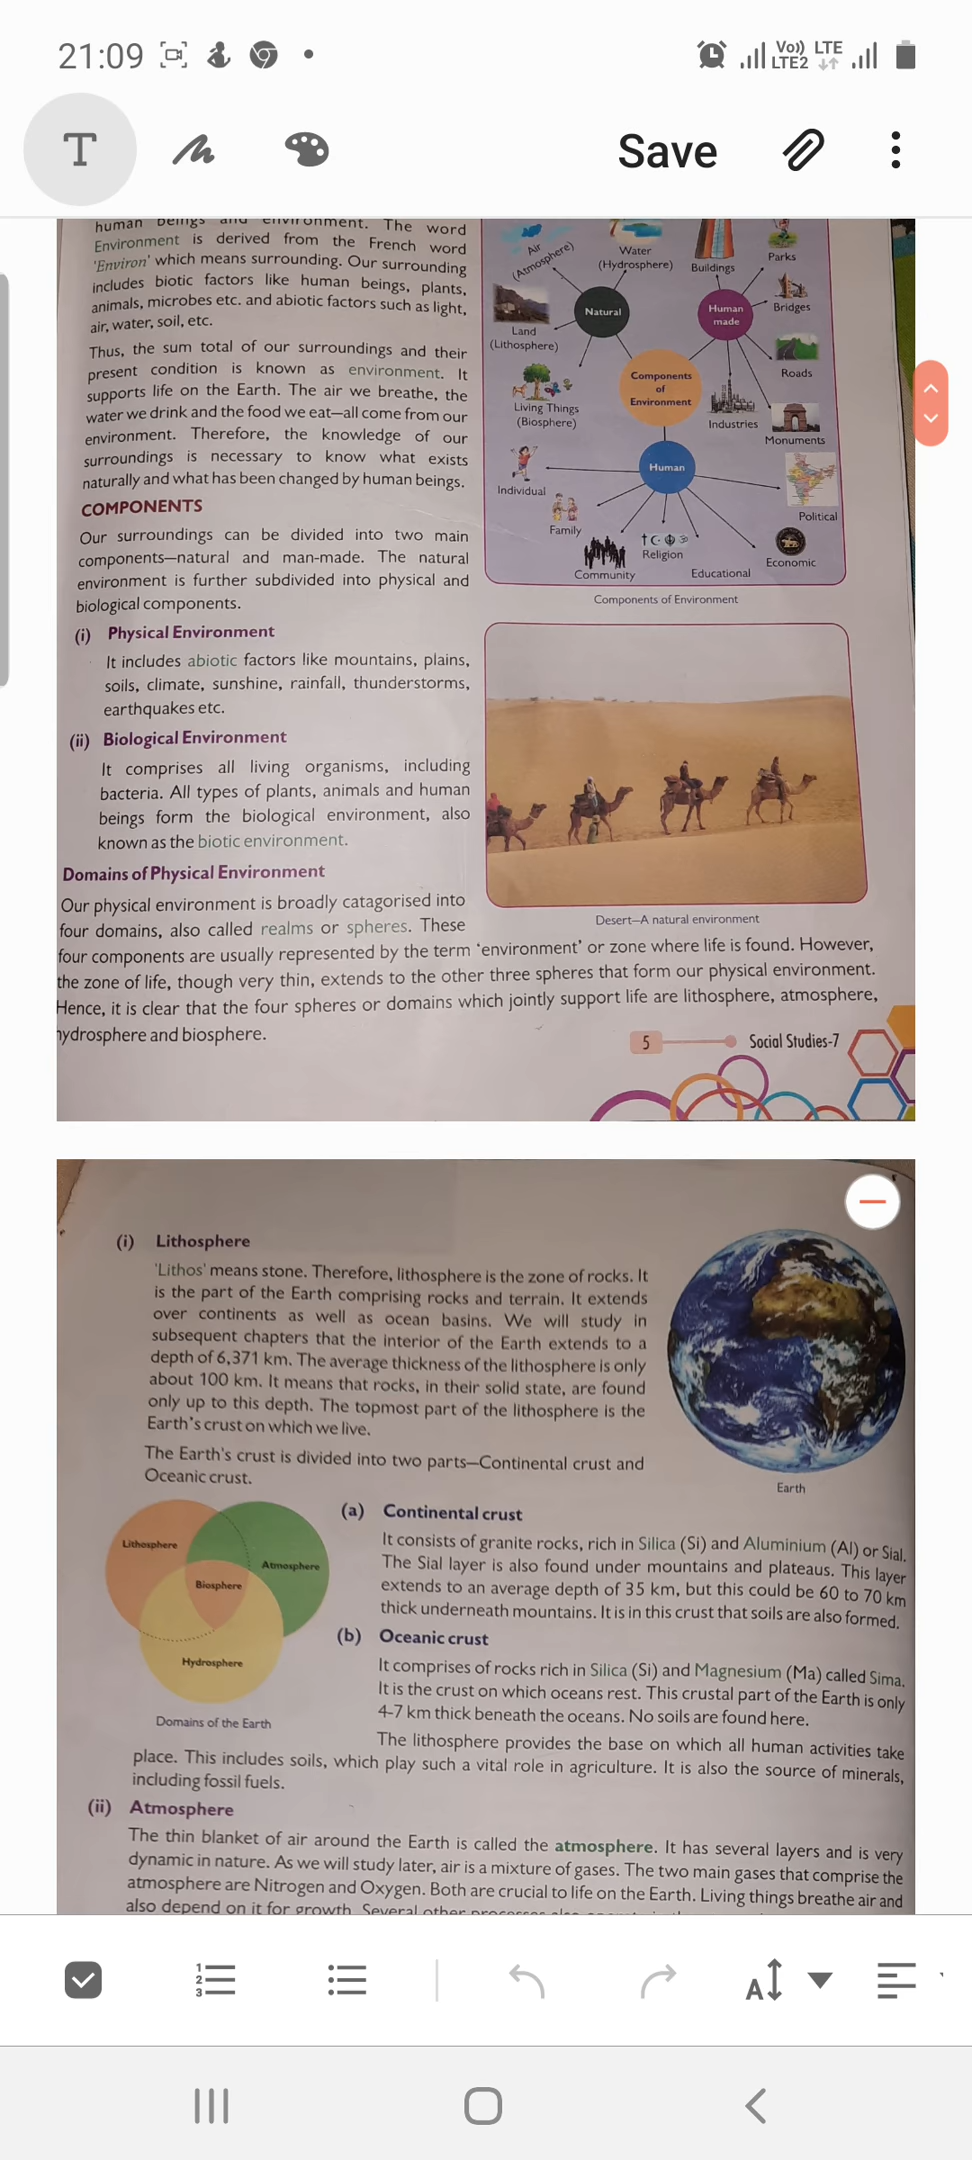 21:09
Vo)) LTE
LTE2
T
Save
human beings and environment. The word
Environment is derived from the French word
'Environ' which means surrounding. Our surrounding
includes biotic factors like human beings, plants,
animals, microbes etc. and abiotic factors such as light,
air, water, soil, etc.
Thus, the sum total of our surroundings and their
present condition is known as environment. It
supports life on the Earth. The air we breathe, the
water we drink and the food we eat—all come from our
environment. Therefore, the knowledge of our
surroundings is necessary to know what exists
naturally and what has been changed by human beings.
COMPONENTS
Our surroundings can be divided into two main
components—natural and man-made. The natural
environment is further subdivided into physical and
biological components.
(i) Physical Environment
It includes abiotic factors like mountains, plains,
soils, climate, sunshine, rainfall, thunderstorms,
earthquakes etc.
(ii) Biological Environment
It comprises all living organisms, including
bacteria. All types of plants, animals and human
beings form the biological environment, also
known as the biotic environment.
Air
(Atmosphere)
Water
(Hydrosphere)
Buildings
Parks
Natural
Human
made
Bridges
Land
(Lithosphere)
Roads
Components
of
Environment
Living Things
(Biosphere)
Industries
Monuments
Human
Individual
Political
Family
Religion
Economic
Community
Educational
Components of Environment
Desert—A natural environment
Domains of Physical Environment
Our physical environment is broadly catagorised into
four domains, also called realms or spheres. These
four components are usually represented by the term 'environment' or zone where life is found. However,
the zone of life, though very thin, extends to the other three spheres that form our physical environment.
Hence, it is clear that the four spheres or domains which jointly support life are lithosphere, atmosphere,
hydrosphere and biosphere.
5 Social Studies-7
(i) Lithosphere
'Lithos' means stone. Therefore, lithosphere is the zone of rocks. It
is the part of the Earth comprising rocks and terrain. It extends
over continents as well as ocean basins. We will study in
subsequent chapters that the interior of the Earth extends to a
depth of 6,371 km. The average thickness of the lithosphere is only
about 100 km. It means that rocks, in their solid state, are found
only up to this depth. The topmost part of the lithosphere is the
Earth's crust on which we live.
The Earth's crust is divided into two parts—Continental crust and
Oceanic crust.
Earth
Lithosphere
Atmosphere
Biosphere
Hydrosphere
Domains of the Earth
(a) Continental crust
It consists of granite rocks, rich in Silica (Si) and Aluminium (Al) or Sial.
The Sial layer is also found under mountains and plateaus. This layer
extends to an average depth of 35 km, but this could be 60 to 70 km
thick underneath mountains. It is in this crust that soils are also formed.
(b) Oceanic crust
It comprises of rocks rich in Silica (Si) and Magnesium (Ma) called Sima.
It is the crust on which oceans rest. This crustal part of the Earth is only
4-7 km thick beneath the oceans. No soils are found here.
The lithosphere provides the base on which all human activities take
place. This includes soils, which play such a vital role in agriculture. It is also the source of minerals,
including fossil fuels.
(ii) Atmosphere
The thin blanket of air around the Earth is called the atmosphere. It has several layers and is very
dynamic in nature. As we will study later, air is a mixture of gases. The two main gases that comprise the
atmosphere are Nitrogen and Oxygen. Both are crucial to life on the Earth. Living things breathe air and
also depend on it for growth. Several other processes also
1
2
3
A